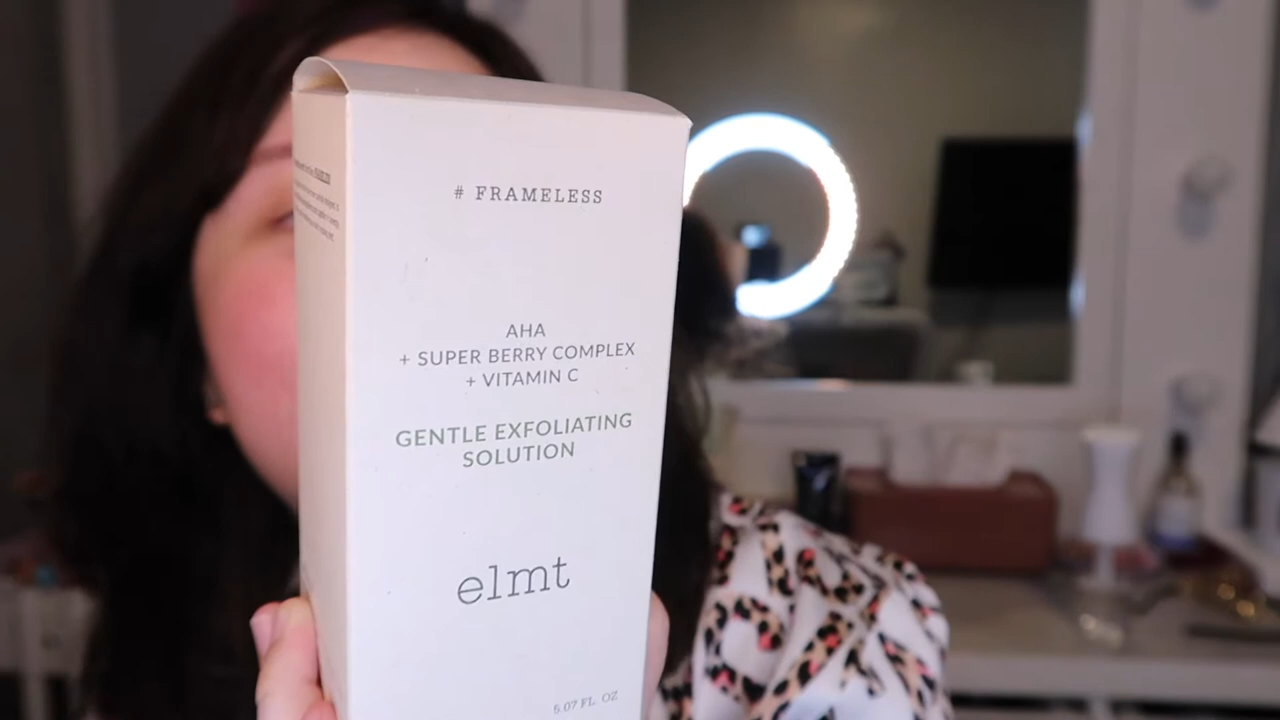 # FRAMELESS
AHA
+ SUPER BERRY COMPLEX
+ VITAMIN C
GENTLE EXFOLIATING
SOLUTION
elmt
5.07 FL. OZ